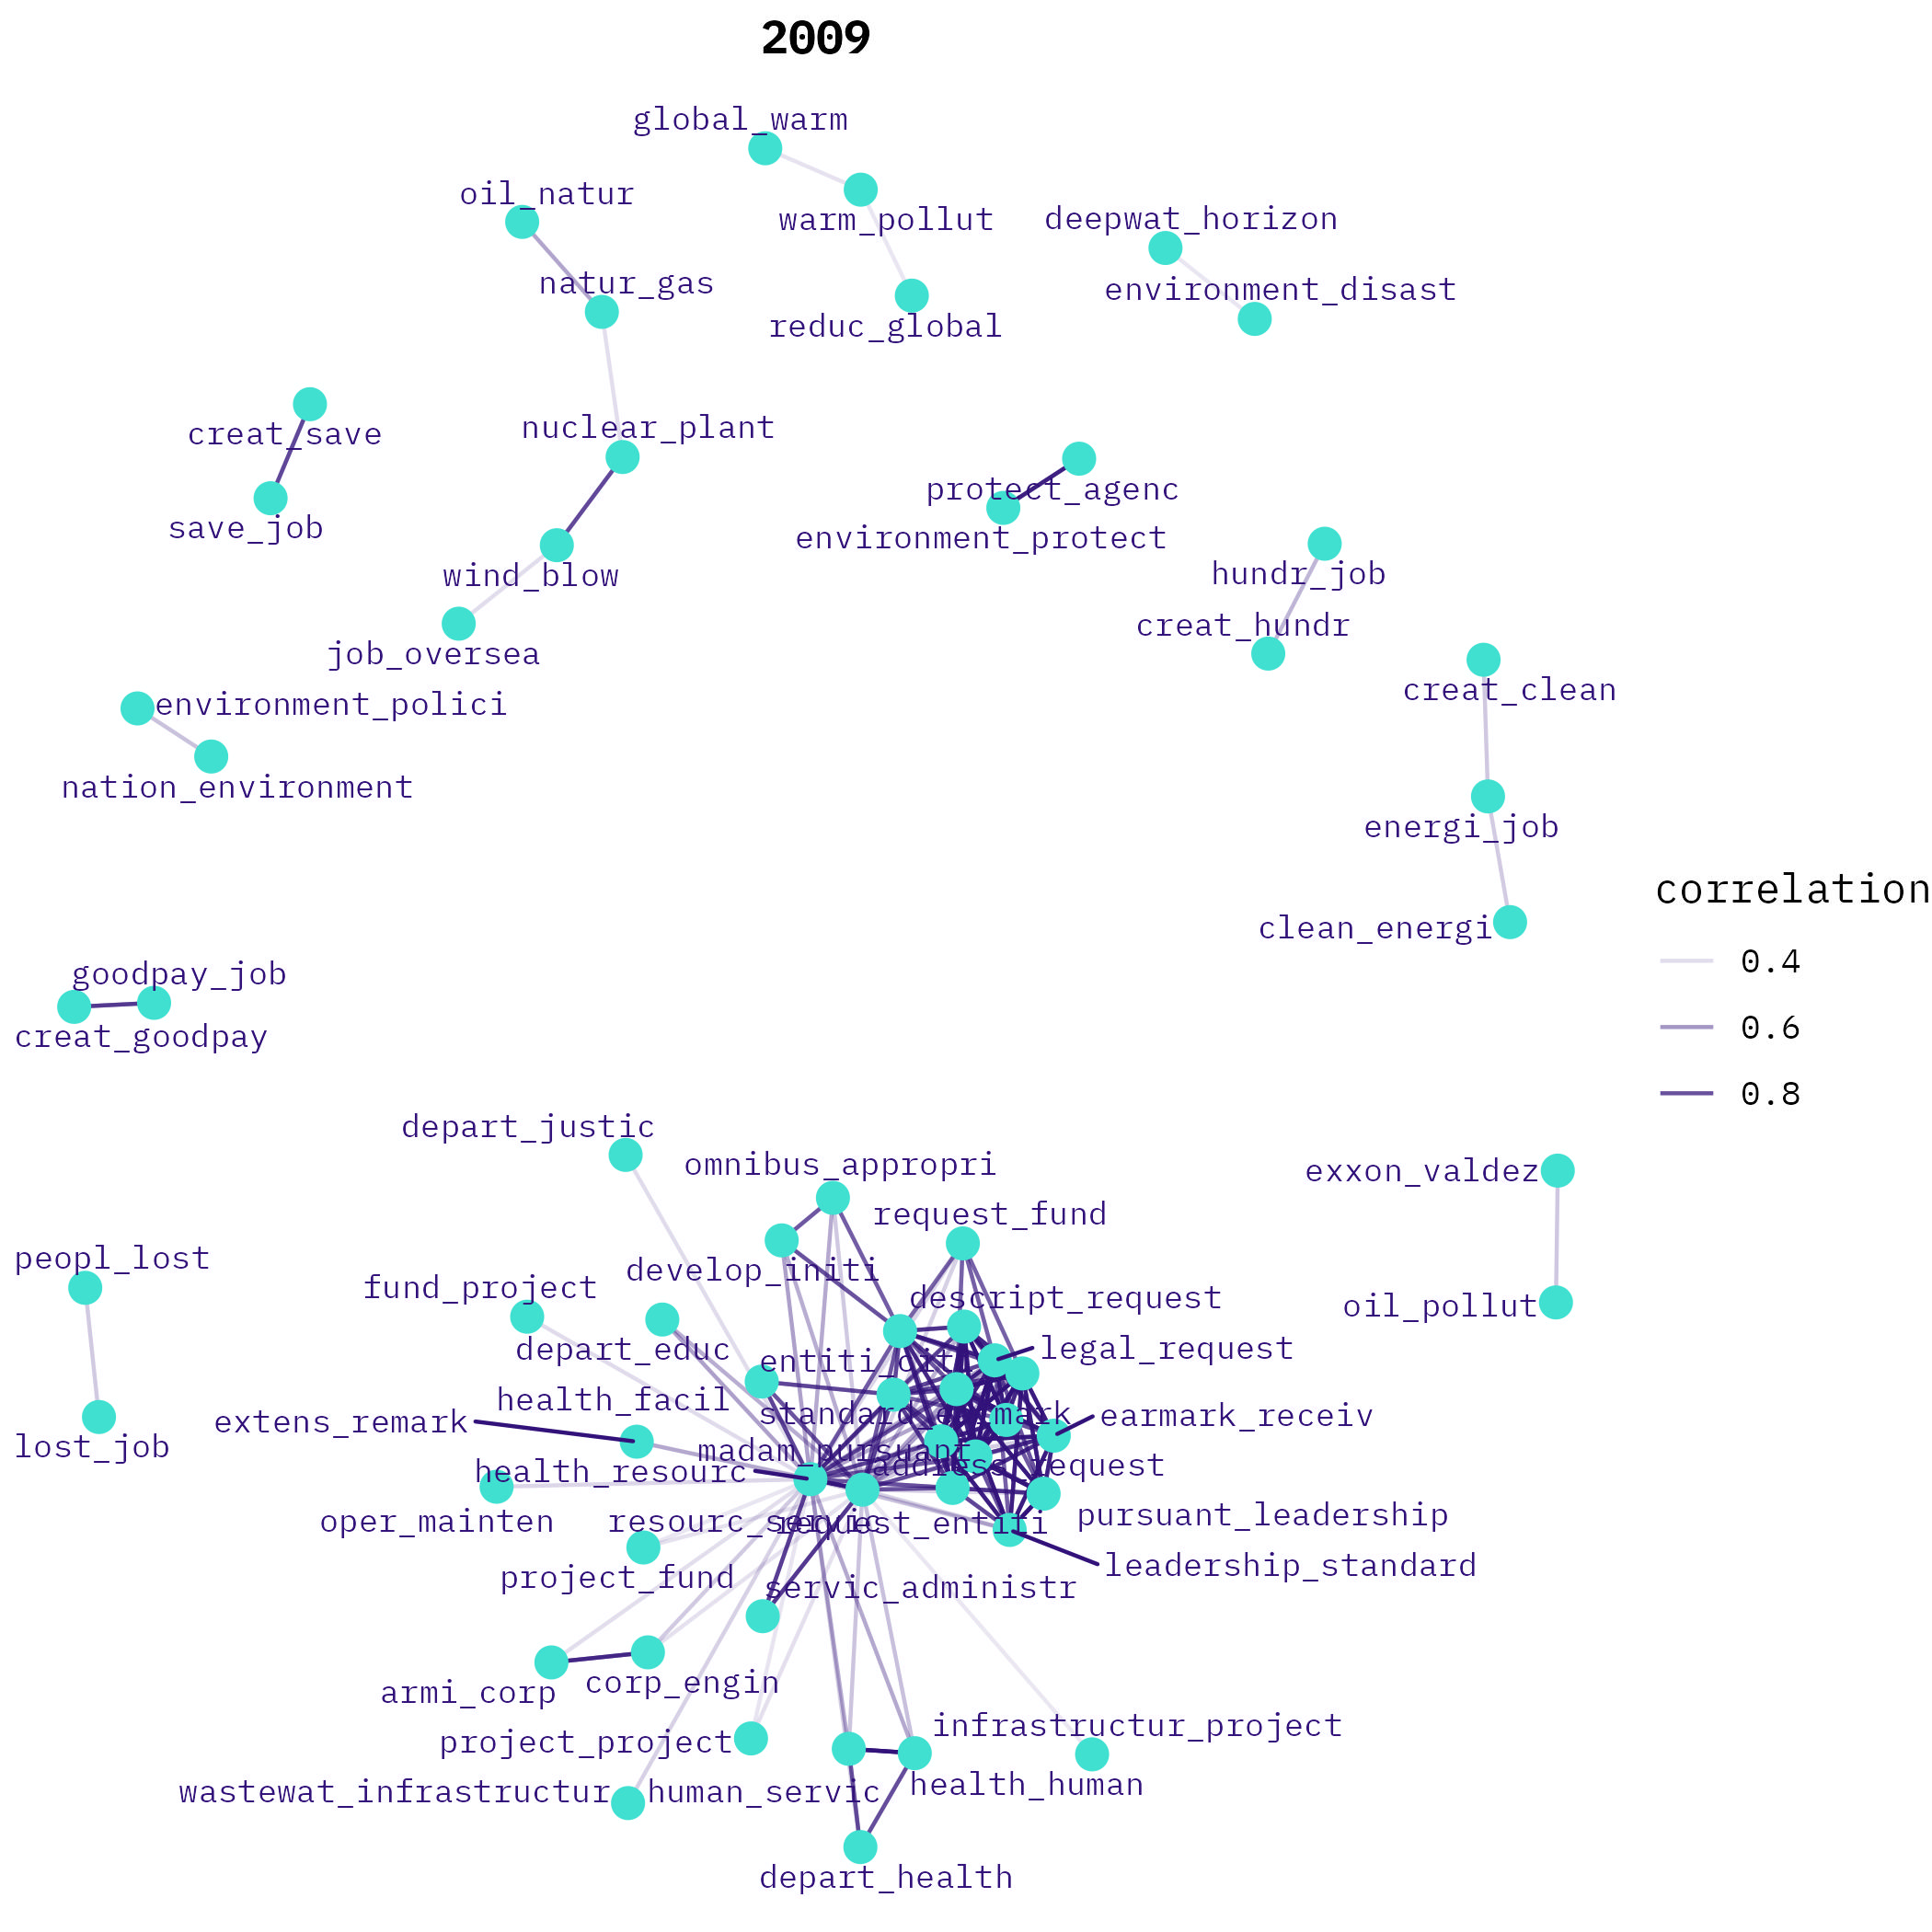 2009
global_warm
oil_natur
warm_pollut
deepwat_horizon
natur_gas
environment_disast
reduc_global
creat_save
nuclear_plant
protect_agenc
save_job
environment_protect
wind_blow
hundr_job
creat_hundr
job_oversea
creat_clean
environment_polici
nation_environment
energi_job
correlation
clean_energi
0.4
goodpay_job
0.6
creat_goodpay
0.8
depart_justic
omnibus_appropri
exxon_valdez
request_fund
peopl_lost
develop_initi
fund_project
descript_request
oil_pollut
depart_educ
legal_request
entiti_citi
health_facil
standard_earmark
earmark_receiv
extens_remark
lost_job
madam_pursuant
health_resourc
address_request
pursuant_leadership
oper_mainten
resourc_servic
request_entiti
leadership_standard
project_fund
servic_administr
corp_engin
armi_corp
infrastructur_project
project_project
health_human
wastewat_infrastructur
human_servic
depart_health